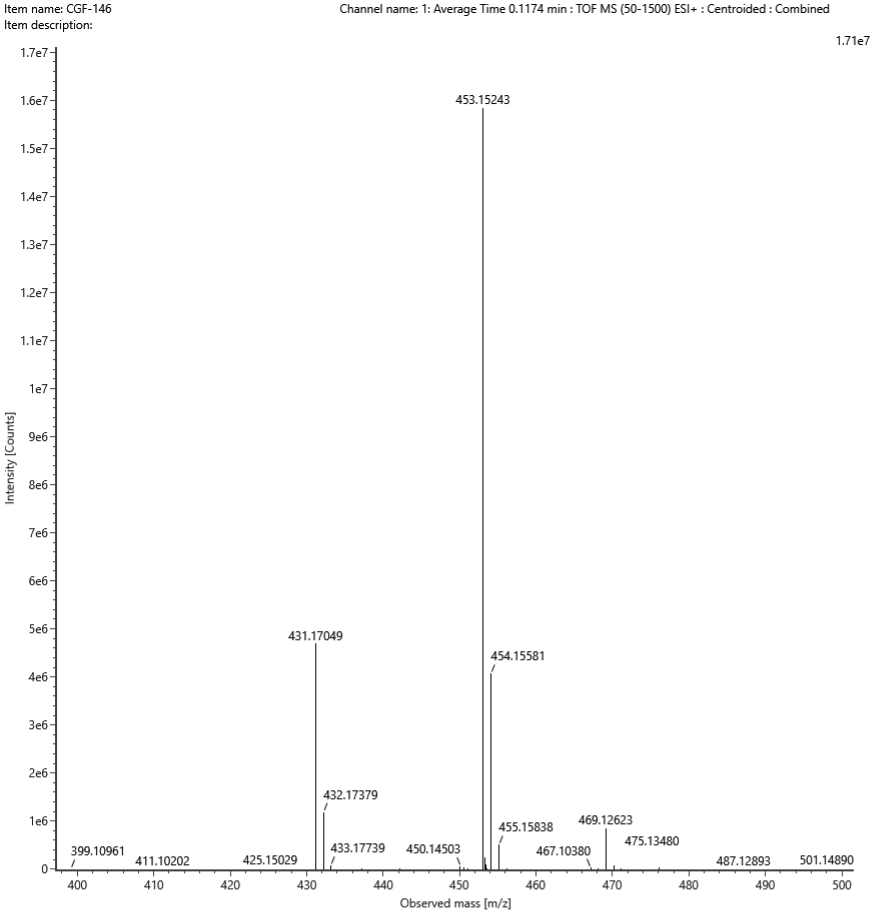 Item name: CGF-146
Channel name: 1: Average Time 0.1174 min : TOF MS (50-1500) ESI+ : Centroided : Combined
Item description:
1.71e7
1.7e7
453.15243
1.6e7
1.5e7
1.4e7
1.3e7
1.2e7
1.1e7
1e7
9e6
Intensity [Counts]
8e6
7e6
6e6
5e6
431.17049
454.15581
4e6
3e6
2e6
432.17379
1e6
469.12623
455.15838
475.13480
433.17739
450.14503
467.10380
399.10961
411.10202
425.15029
487.12893
501.14890
0
400 410 420 430 440 450 460 470 480 490 500
Observed mass [m/z]